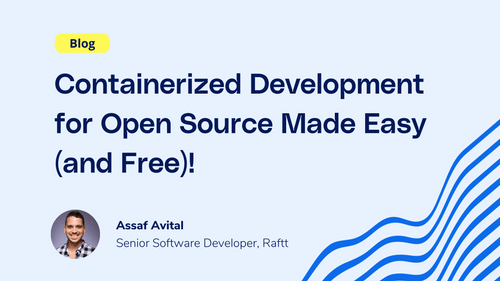 Blog
Containerized Development
for Open Source Made Easy
(and Free)!
Assaf Avital
Senior Software Developer, Raftt